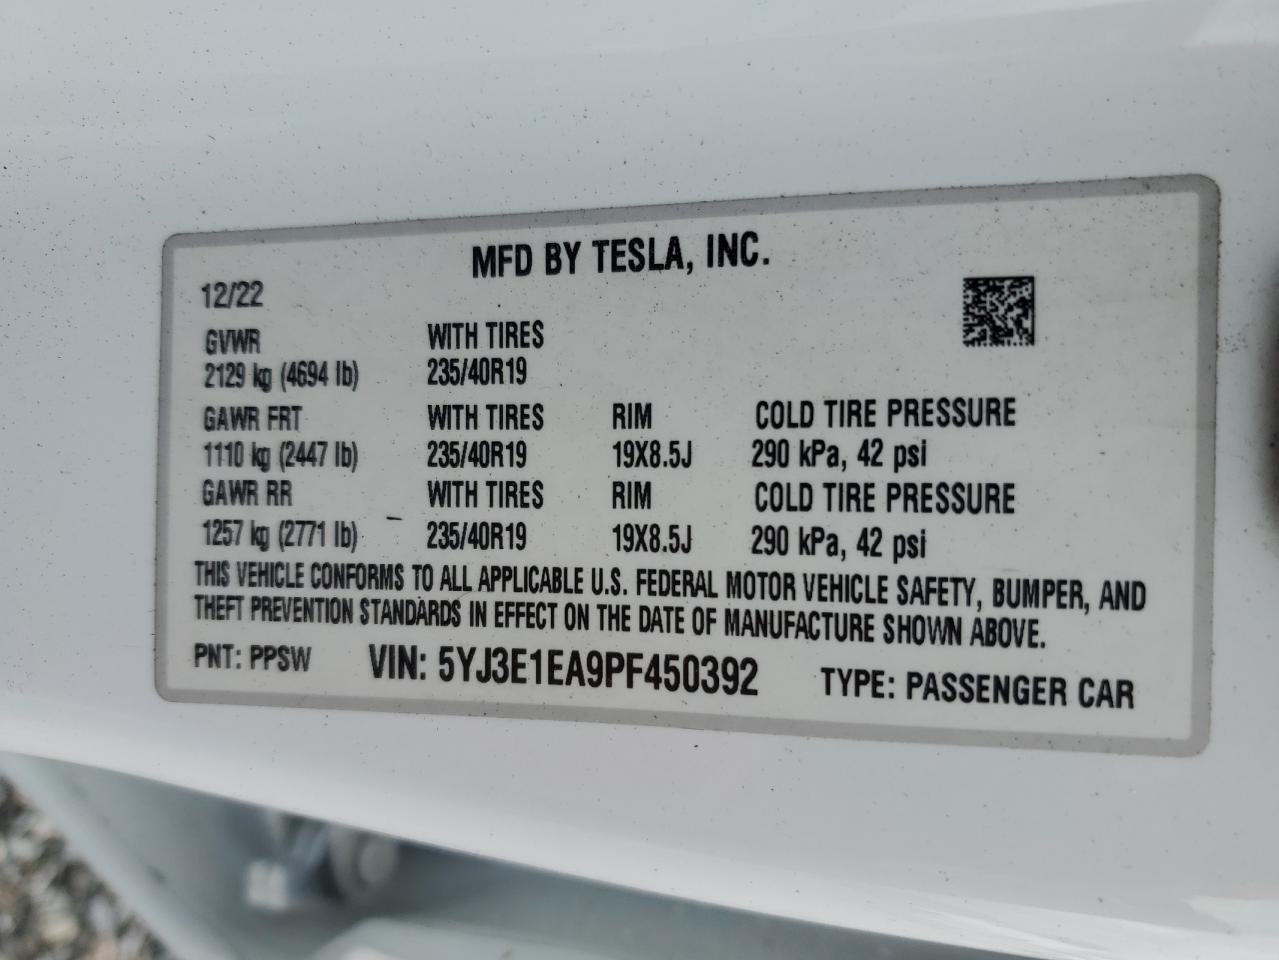 MFD BY TESLA, INC.
12/22
GVWR WITH TIRES
2129 kg (4694 lb) 235/40R19
GAWR FRT WITH TIRES RIM COLD TIRE PRESSURE
1110 kg (2447 lb) 235/40R19 19X8.5J 290 kPa, 42 psi
GAWR RR WITH TIRES RIM COLD TIRE PRESSURE
1257 kg (2771 lb) 235/40R19 19X8.5J 290 kPa, 42 psi
THIS VEHICLE CONFORMS TO ALL APPLICABLE U.S. FEDERAL MOTOR VEHICLE SAFETY, BUMPER, AND
THEFT PREVENTION STANDARDS IN EFFECT ON THE DATE OF MANUFACTURE SHOWN ABOVE.
PNT: PPSW VIN: 5YJ3E1EA9PF450392 TYPE: PASSENGER CAR